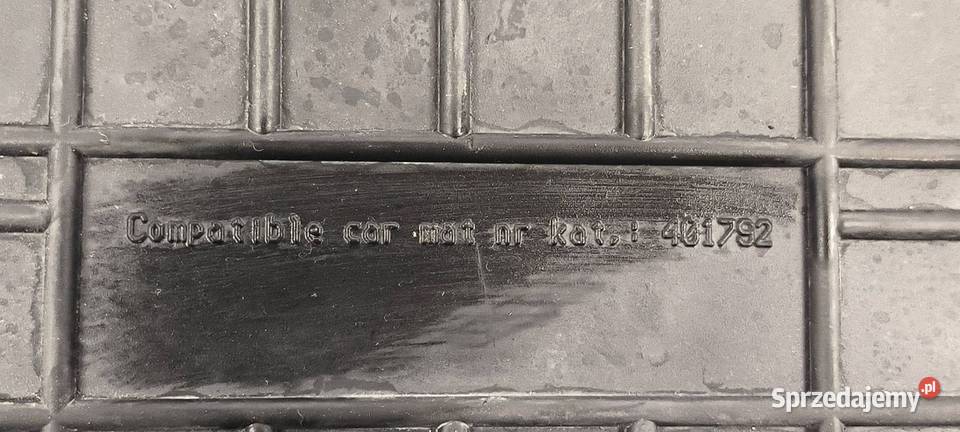 Compatible car mat nr kat.: 401792
Sprzedajemy.pl